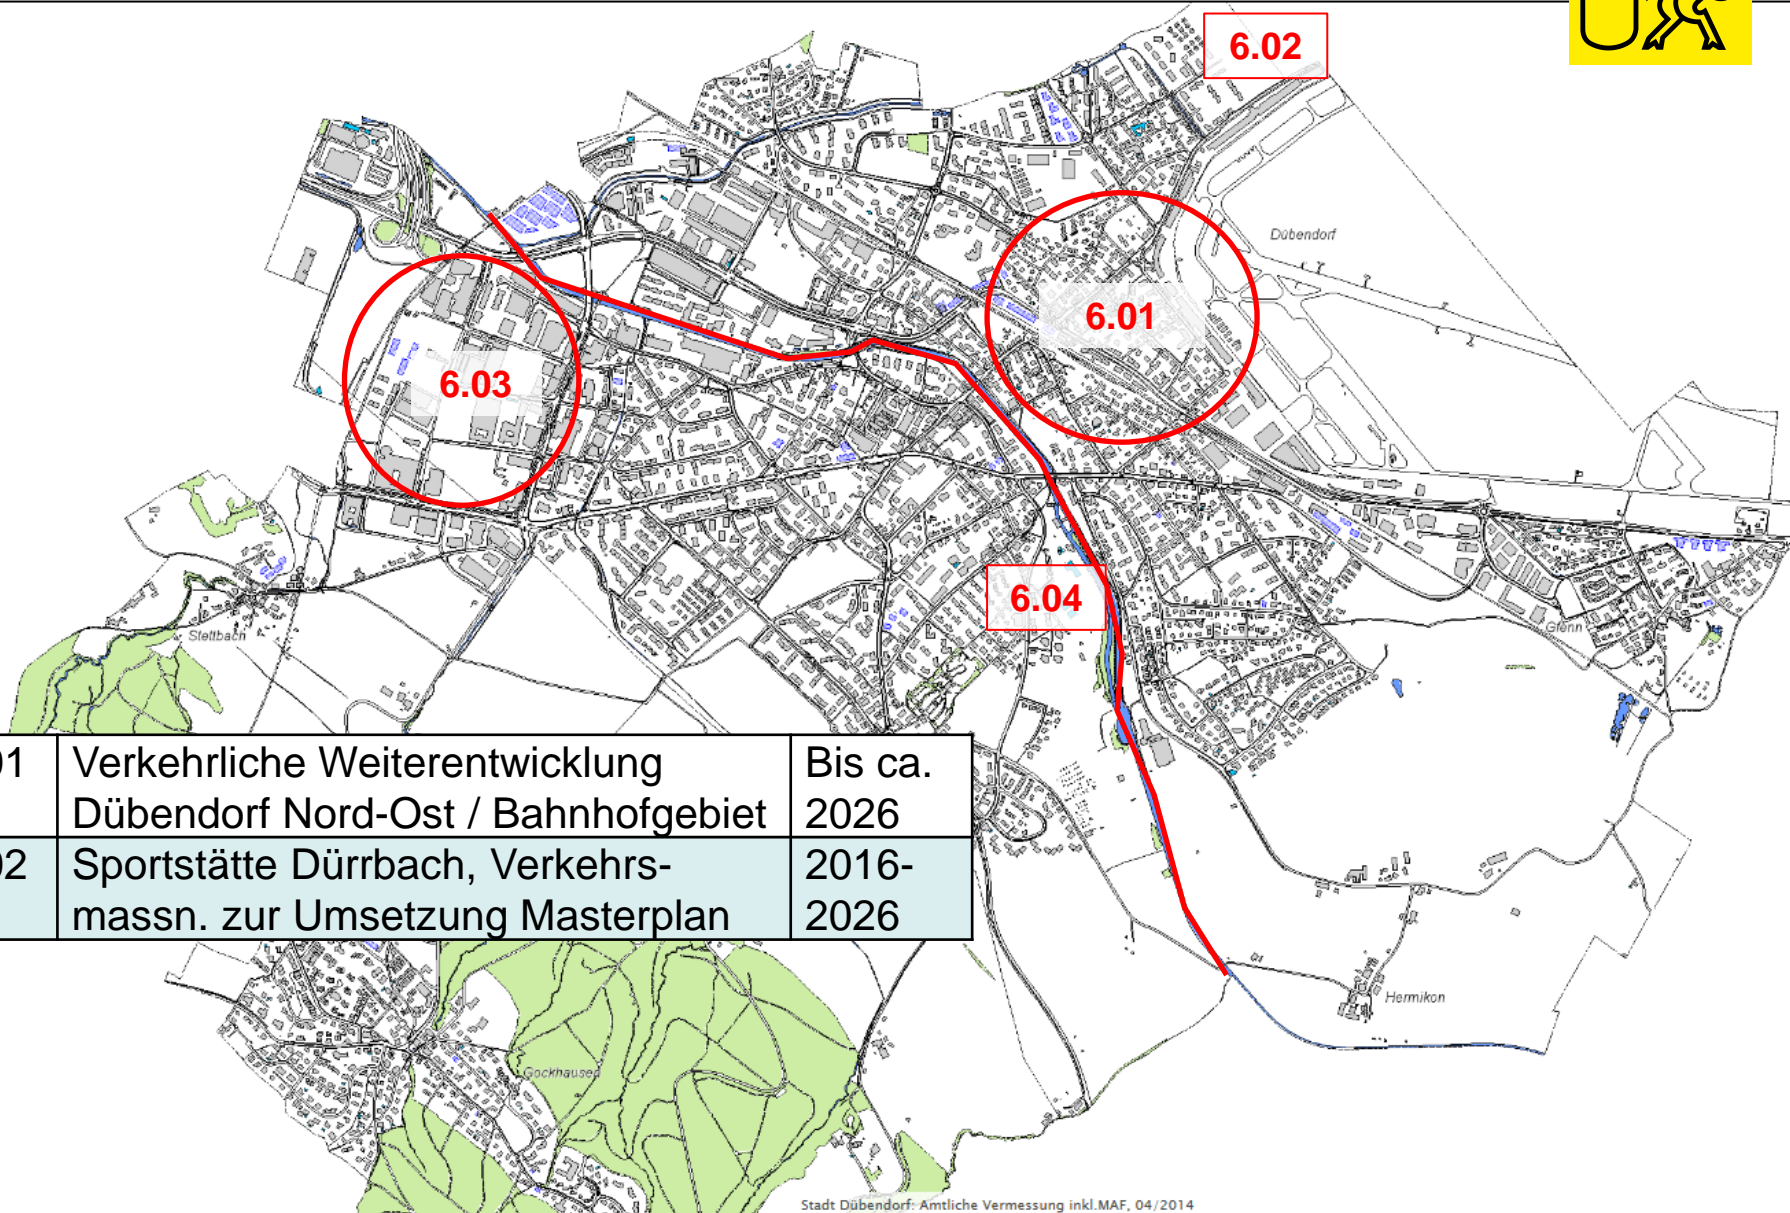 6.02
Dübendorf
6.01
6.03
6.04
Stettbach
Glenn
01 Verkehrliche Weiterentwicklung Bis ca.
Dübendorf Nord-Ost / Bahnhofgebiet 2026
02 Sportstätte Dürrbach, Verkehrs- 2016-
massn. zur Umsetzung Masterplan 2026
Hermikon
Gockhausen
Stadt Dübendorf: Amtliche Vermessung inkl.MAF, 04/2014